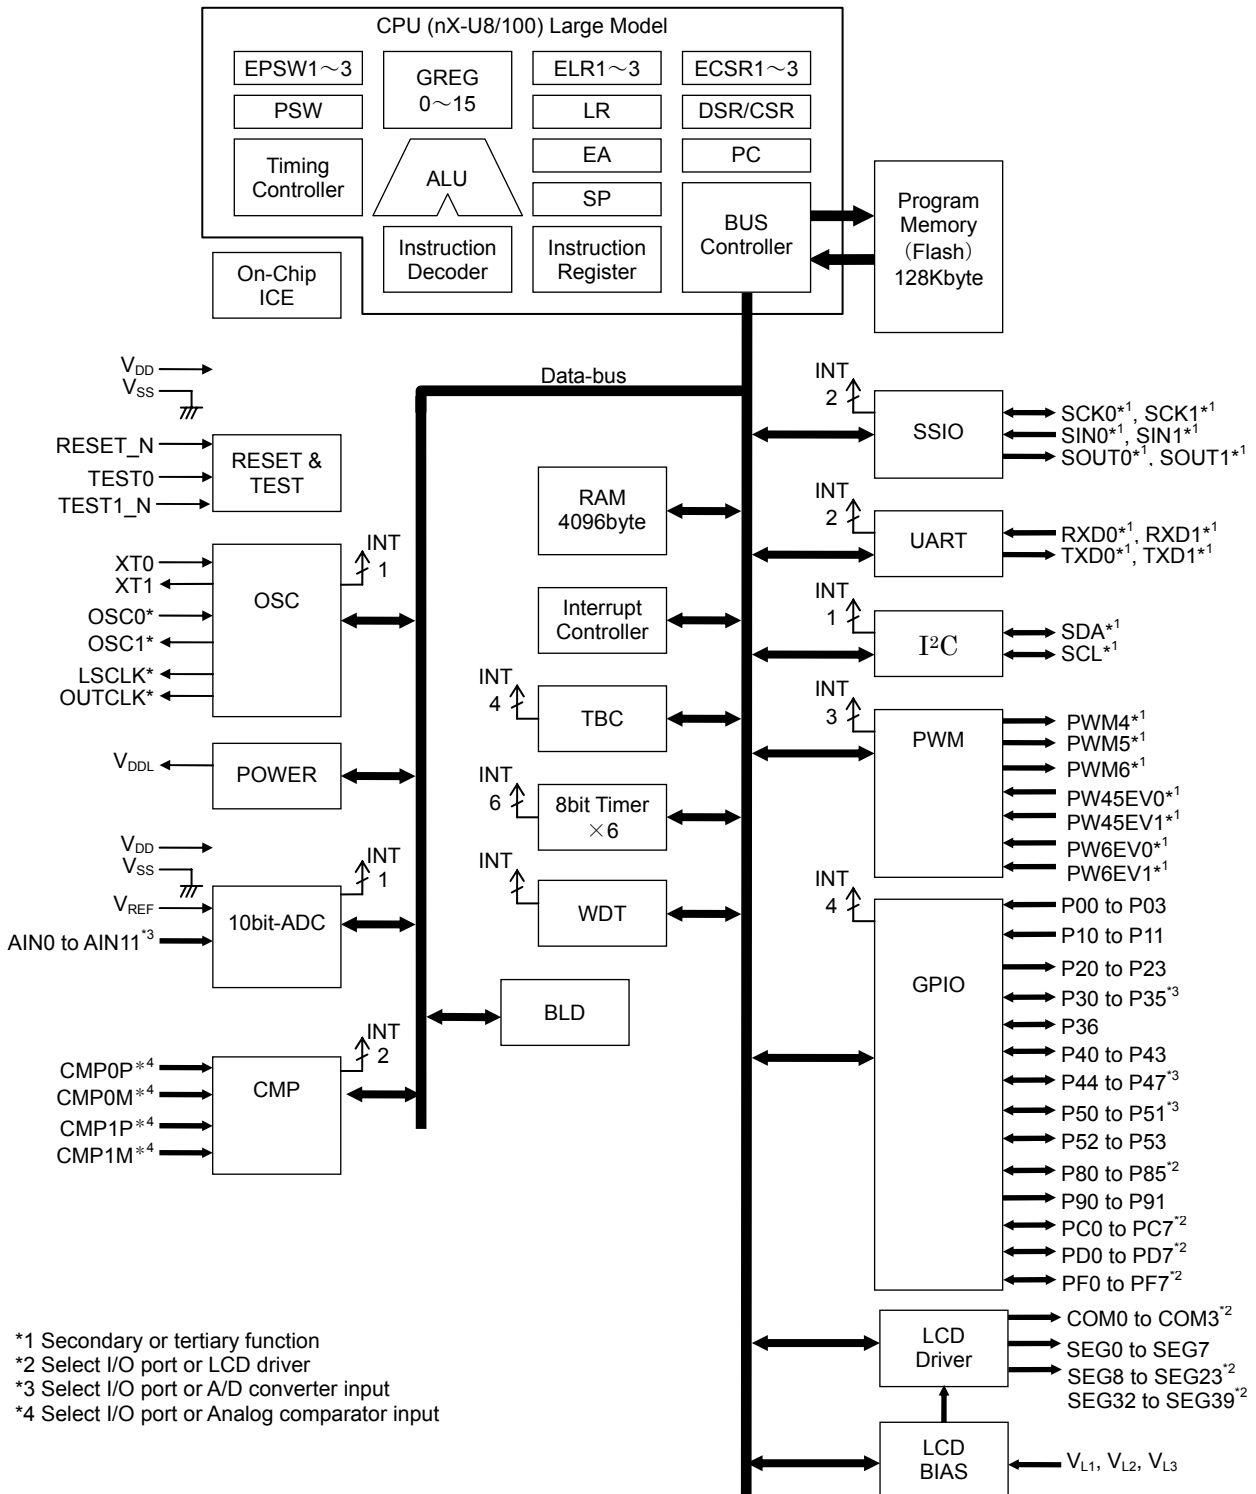 CPU (nX-U8/100) Large Model
EPSW1～3
GREG
0～15
ELR1～3
ECSR1～3
PSW
LR
DSR/CSR
Timing
Controller
ALU
EA
PC
SP
BUS
Controller
Program
Memory
(Flash)
128Kbyte
On-Chip
ICE
Instruction
Decoder
Instruction
Register
VDD
VSS
Data-bus
RESET_N
TEST0
TEST1_N
RESET &
TEST
INT
2
SSIO
SCK0*1, SCK1*1
SIN0*1, SIN1*1
SOUT0*1, SOUT1*1
RAM
4096byte
INT
2
UART
RXD0*1, RXD1*1
TXD0*1, TXD1*1
XT0
XT1
OSC0*
OSC1*
LSCLK*
OUTCLK*
OSC
INT
1
Interrupt
Controller
INT
1
I²C
SDA*1
SCL*1
INT
4
TBC
INT
3
PWM
PWM4*1
PWM5*1
PWM6*1
PW45EV0*1
PW45EV1*1
PW6EV0*1
PW6EV1*1
VDDL
POWER
INT
6
8bit Timer
×6
VDD
VSS
VREF
AIN0 to AIN11*3
10bit-ADC
INT
1
INT
WDT
INT
4
GPIO
P00 to P03
P10 to P11
P20 to P23
P30 to P35*3
P36
P40 to P43
P44 to P47*3
P50 to P51*3
P52 to P53
P80 to P85*2
P90 to P91
PC0 to PC7*2
PD0 to PD7*2
PF0 to PF7*2
BLD
CMP0P*4
CMP0M*4
CMP1P*4
CMP1M*4
CMP
INT
2
LCD
Driver
COM0 to COM3*2
SEG0 to SEG7
SEG8 to SEG23*2
SEG32 to SEG39*2
LCD
BIAS
VL1, VL2, VL3
*1 Secondary or tertiary function
*2 Select I/O port or LCD driver
*3 Select I/O port or A/D converter input
*4 Select I/O port or Analog comparator input